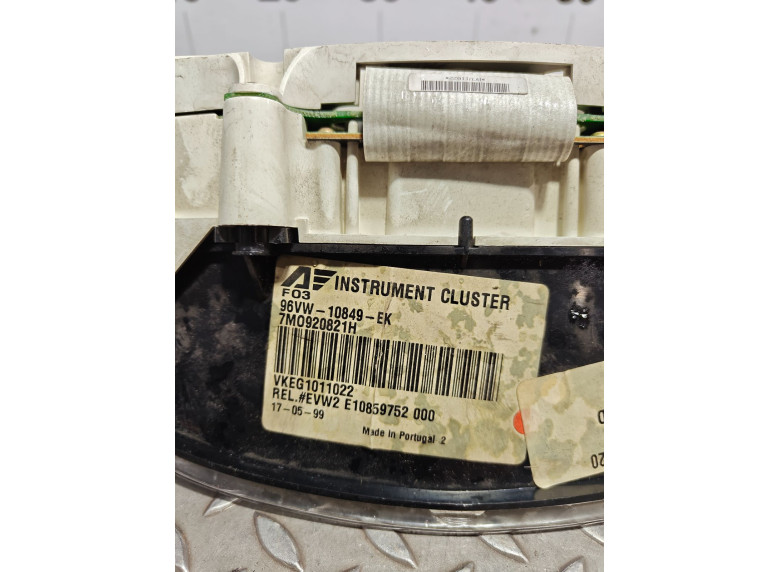 INSTRUMENT CLUSTER
F03
96VW-10849-EK
7M0920821H
VKEG1011022
REL.#EVW2 E10859752 000
17-05-99
Made in Portugal 2
20